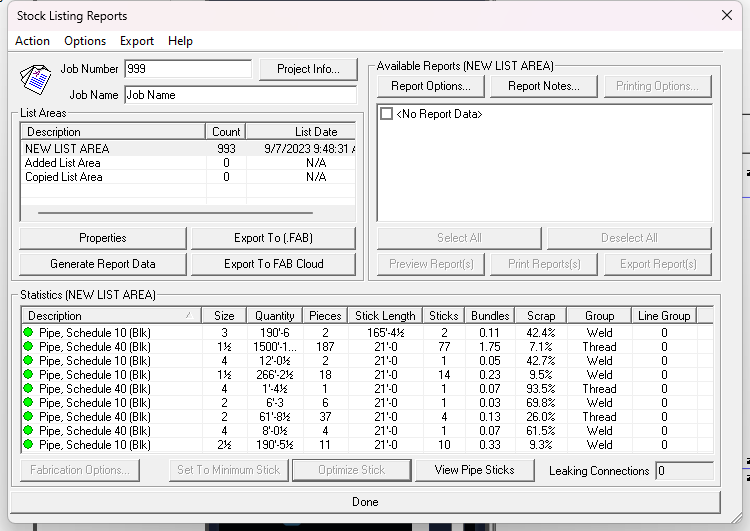 Stock Listing Reports
Action Options Export Help
Job Number 999 Project Info...
Job Name Job Name
List Areas
Description Count List Date
NEW LIST AREA 993 9/7/2023 9:48:31 A
Added List Area 0 N/A
Copied List Area 0 N/A
Properties Export To (.FAB)
Generate Report Data Export To FAB Cloud
Available Reports (NEW LIST AREA)
Report Options... Report Notes... Printing Options...
<No Report Data>
Select All Deselect All
Preview Report(s) Print Reports(s) Export Report(s)
Statistics (NEW LIST AREA)
Description Size Quantity Pieces Stick Length Sticks Bundles Scrap Group Line Group
Pipe, Schedule 10 (Blk) 3 190'-6 2 165'-4½ 2 0.11 42.4% Weld 0
Pipe, Schedule 40 (Blk) 1½ 1500'-1... 187 21'-0 77 1.75 7.1% Thread 0
Pipe, Schedule 10 (Blk) 4 12'-0½ 2 21'-0 1 0.05 42.7% Weld 0
Pipe, Schedule 10 (Blk) 1½ 266'-2½ 18 21'-0 14 0.23 9.5% Weld 0
Pipe, Schedule 40 (Blk) 4 1'-4½ 1 21'-0 1 0.07 93.5% Thread 0
Pipe, Schedule 10 (Blk) 2 6'-3 6 21'-0 1 0.03 69.8% Weld 0
Pipe, Schedule 40 (Blk) 2 61'-8½ 37 21'-0 4 0.13 26.0% Thread 0
Pipe, Schedule 40 (Blk) 4 8'-0½ 4 21'-0 1 0.07 61.5% Weld 0
Pipe, Schedule 10 (Blk) 2½ 190'-5½ 11 21'-0 10 0.33 9.3% Weld 0
Fabrication Options... Set To Minimum Stick Optimize Stick View Pipe Sticks Leaking Connections 0
Done